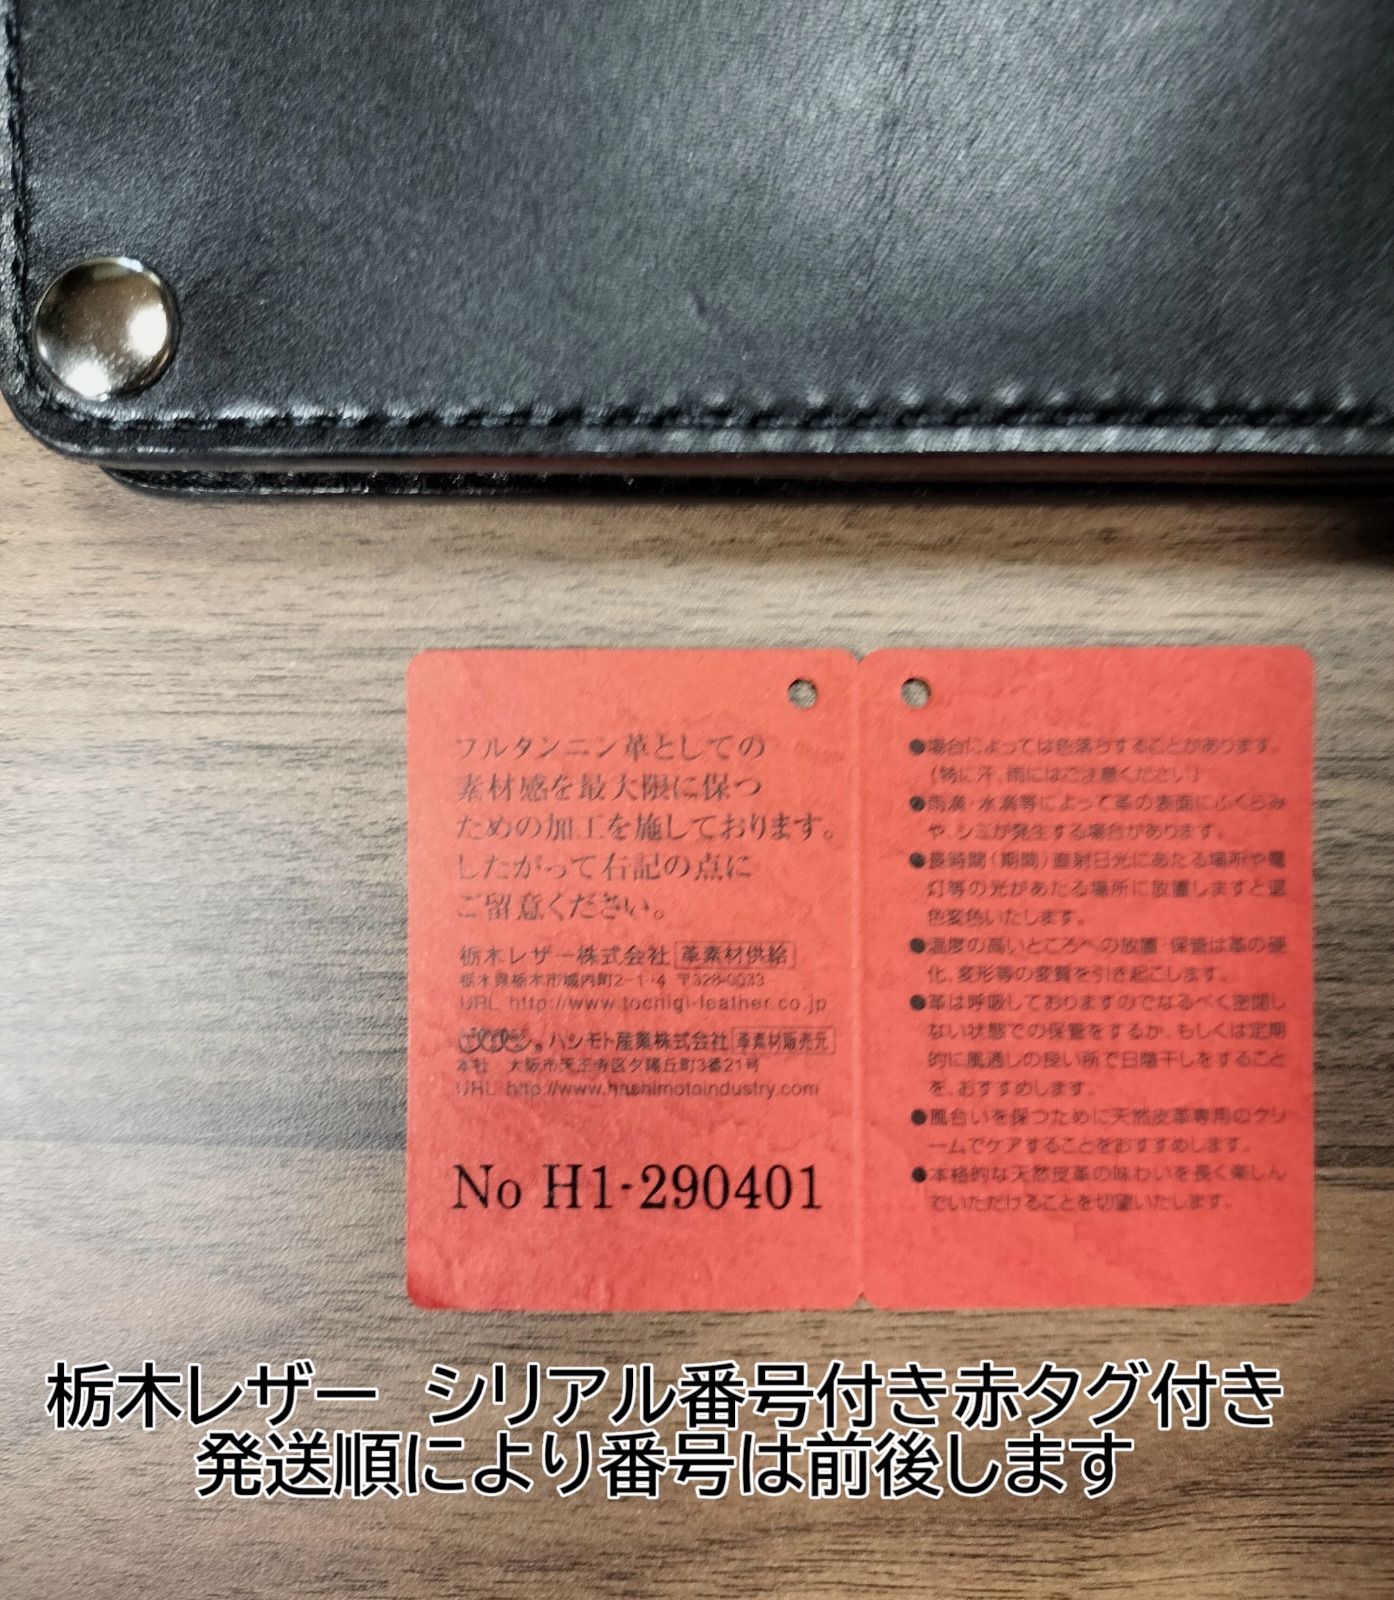 フルタンニン革としての
素材感を最大限に保つ
ための加工を施しております。
したがって右記の点に
ご留意ください。
栃木レザー株式会社 革素材供給
栃木県栃木市城内町2-1-4 〒328-0033
URL http://www.tochigi-leather.co.jp
ハシモト産業株式会社 革素材販売元
本社 大阪市天王寺区夕陽丘町3番21号
URL http://www.hashimotoindustry.com
No H1-290401
●場合によっては色落ちすることがあります。
(特に汗、雨にはご注意ください)
●雨滴・水滴等によって革の表面にふくらみ
や、シミが発生する場合があります。
●長時間(期間)直射日光にあたる場所や電
灯等の光があたる場所に放置しますと退
色変色いたします。
●温度の高いところへの放置・保管は革の硬
化、変形等の変質を引き起こします。
●革は呼吸しておりますのでなるべく密閉し
ない状態での保管をするか、もしくは定期
的に風通しの良い所で日陰干しをすること
を、おすすめします。
●風合いを保つために天然皮革専用のクリ
ームでケアすることをおすすめします。
●本格的な天然皮革の味わいを長く楽しん
でいただけることを切望いたします。
栃木レザー シリアル番号付き赤タグ付き
発送順により番号は前後します